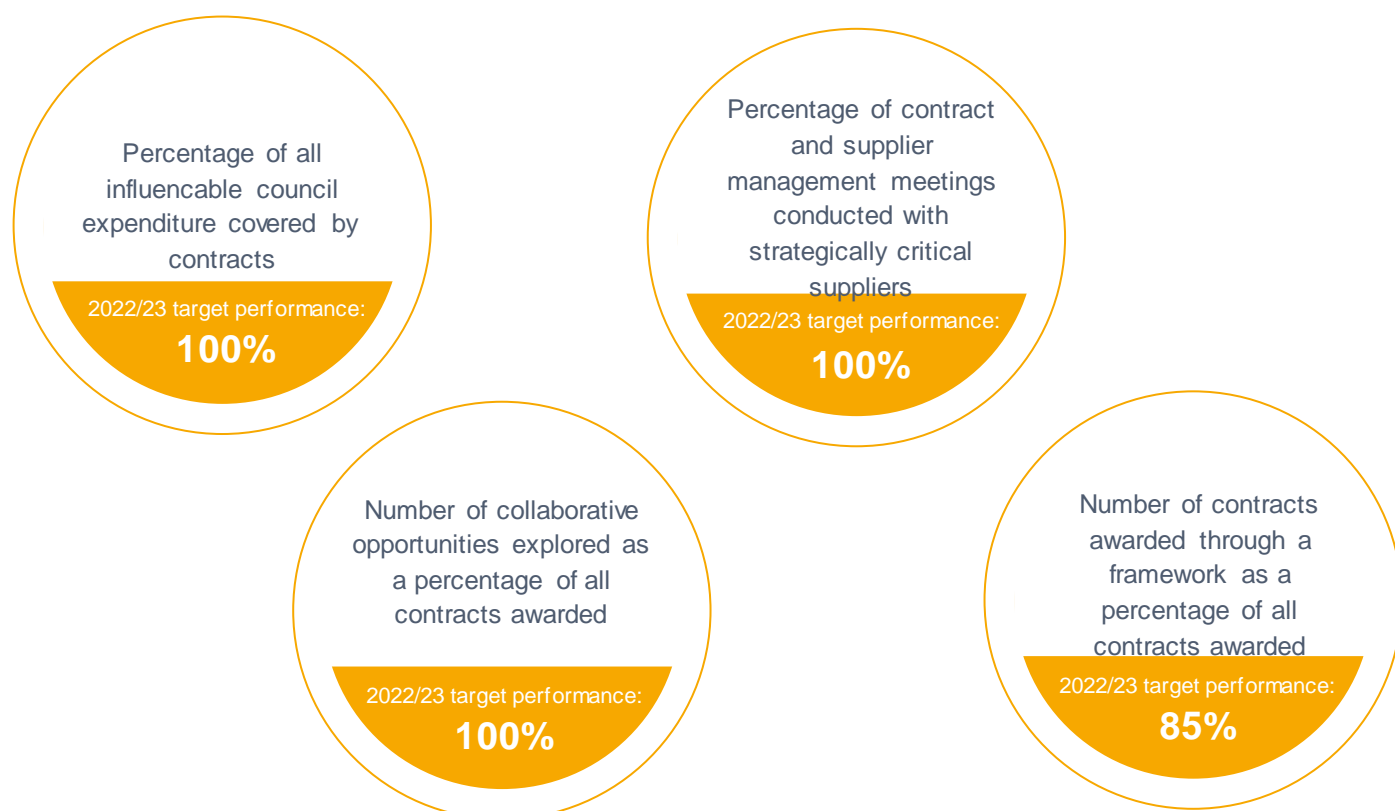 Percentage of all
influencable council
expenditure covered by
contracts
2022/23 target performance:
100%
Percentage of contract
and supplier
management meetings
conducted with
strategically critical
suppliers
2022/23 target performance:
100%
Number of collaborative
opportunities explored as
a percentage of all
contracts awarded
2022/23 target performance:
100%
Number of contracts
awarded through a
framework as a
percentage of all
contracts awarded
2022/23 target performance:
85%